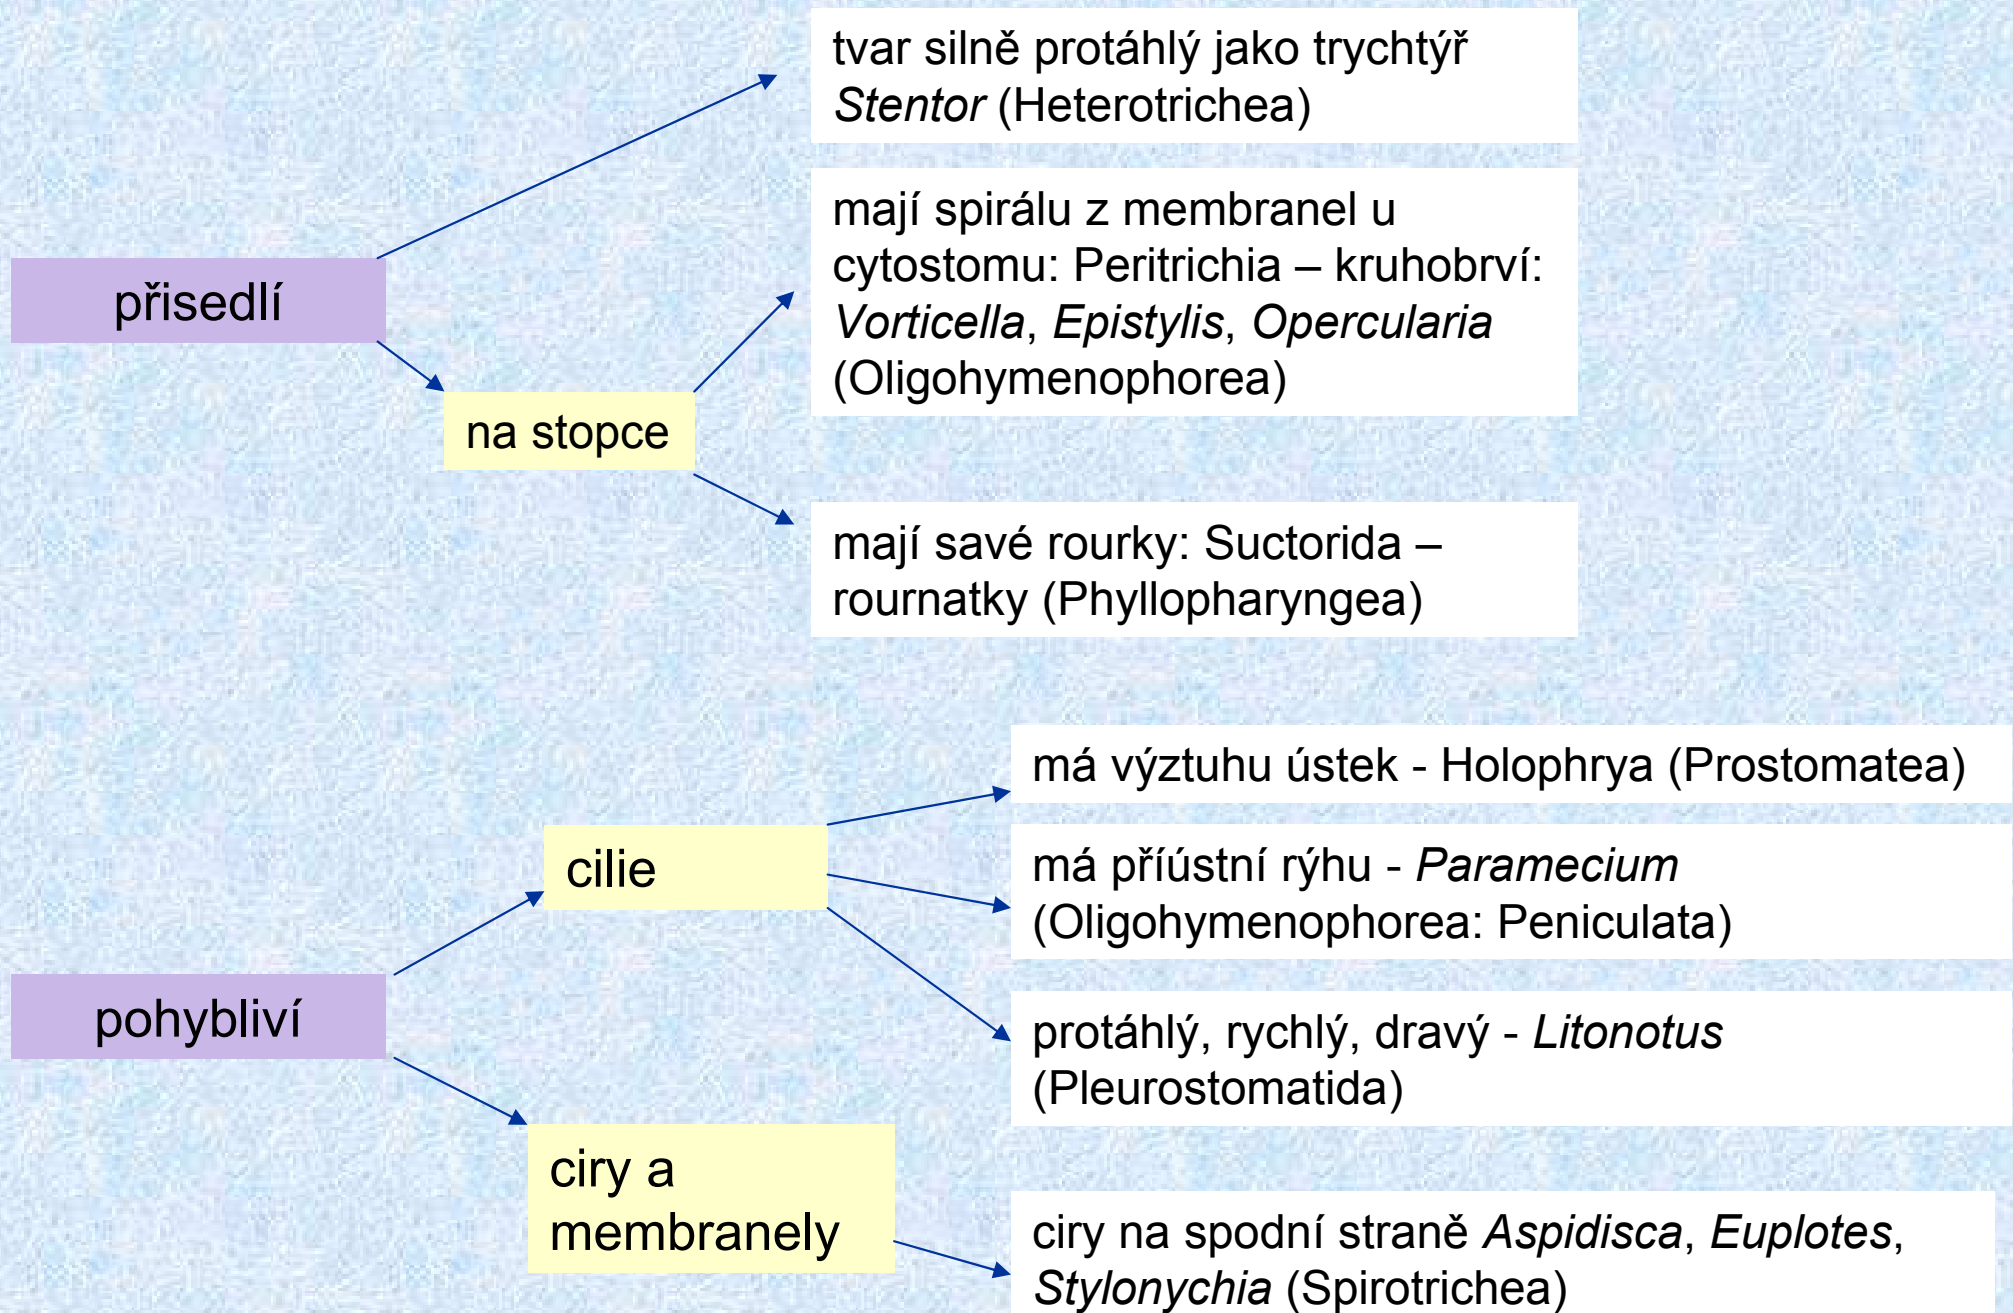 tvar silně protáhlý jako trychtýř
Stentor (Heterotrichea)
mají spirálu z membranel u
cytostomu: Peritrichia – kruhobrví:
Vorticella, Epistylis, Opercularia
(Oligohymenophorea)
přisedlí
na stopce
mají savé rourky: Suctorida –
rournatky (Phyllopharyngea)
má výztuhu ústek - Holophrya (Prostomatea)
cilie
má příústní rýhu - Paramecium
(Oligohymenophorea: Peniculata)
pohybliví
protáhlý, rychlý, dravý - Litonotus
(Pleurostomatida)
ciry a
membranely
ciry na spodní straně Aspidisca, Euplotes,
Stylonychia (Spirotrichea)